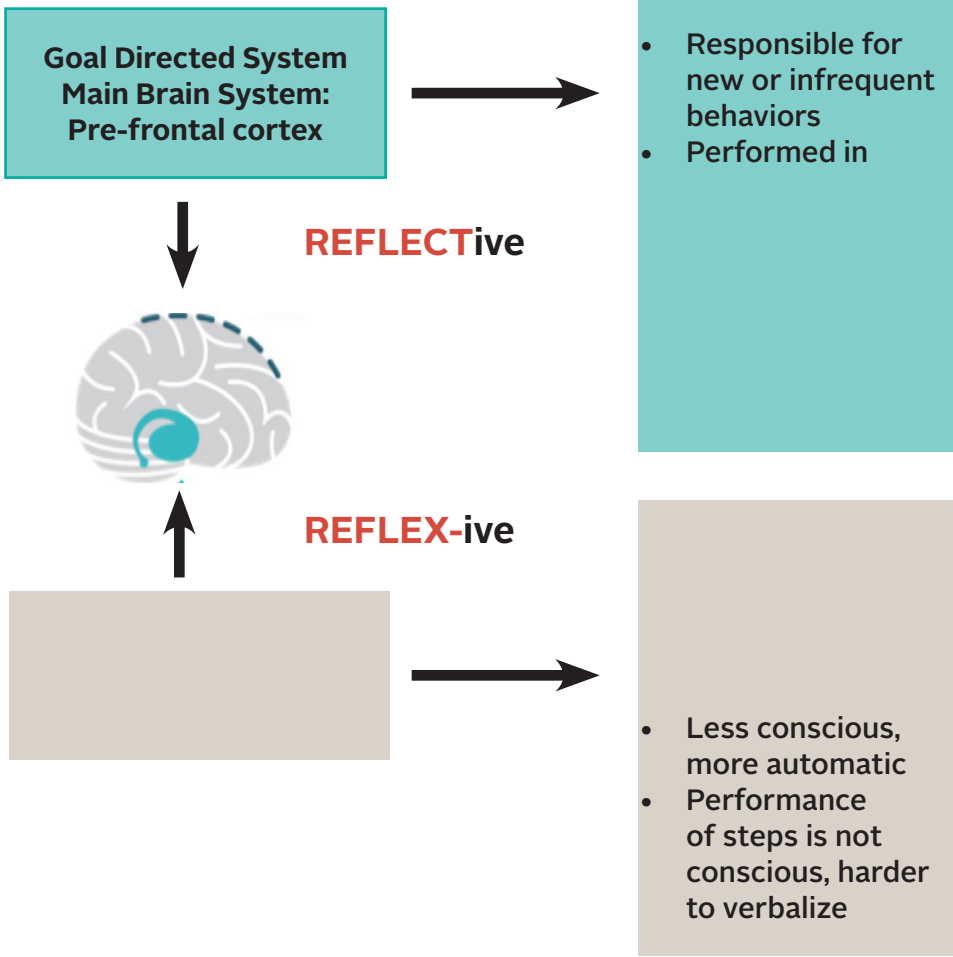 Goal Directed System
Main Brain System:
Pre-frontal cortex
• Responsible for
new or infrequent
behaviors
• Performed in
REFLECTive
REFLEX-ive
• Less conscious,
more automatic
• Performance
of steps is not
conscious, harder
to verbalize